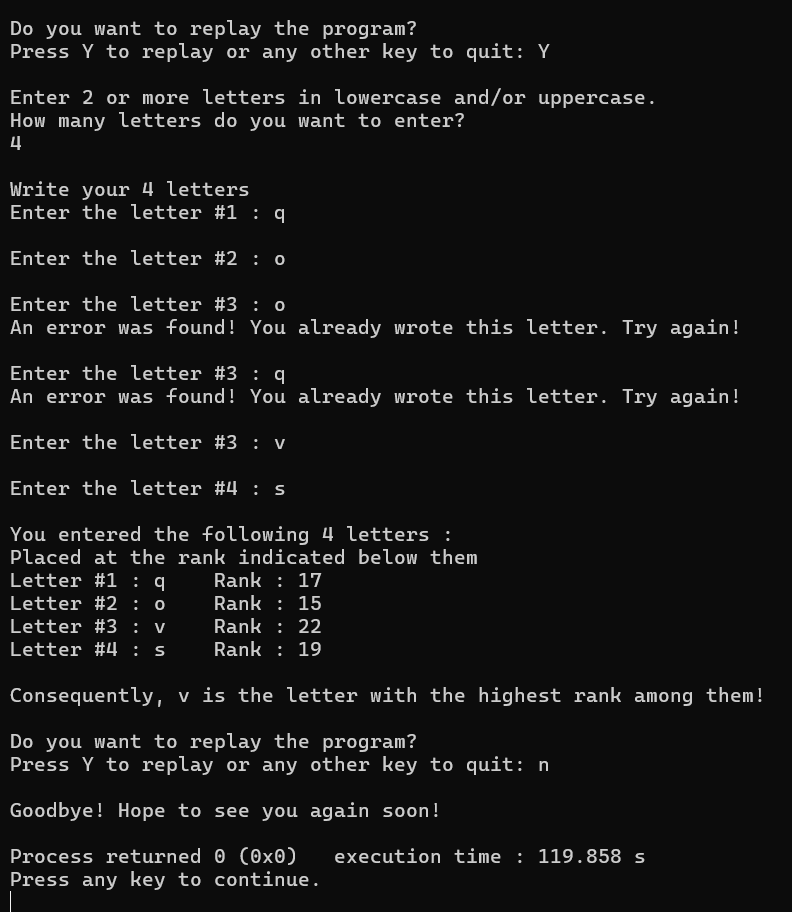 Do you want to replay the program?
Press Y to replay or any other key to quit: Y
Enter 2 or more letters in lowercase and/or uppercase.
How many letters do you want to enter?
4
Write your 4 letters
Enter the letter #1 : q
Enter the letter #2 : o
Enter the letter #3 : o
An error was found! You already wrote this letter. Try again!
Enter the letter #3 : q
An error was found! You already wrote this letter. Try again!
Enter the letter #3 : v
Enter the letter #4 : s
You entered the following 4 letters :
Placed at the rank indicated below them
Letter #1 : q    Rank : 17
Letter #2 : o    Rank : 15
Letter #3 : v    Rank : 22
Letter #4 : s    Rank : 19
Consequently, v is the letter with the highest rank among them!
Do you want to replay the program?
Press Y to replay or any other key to quit: n
Goodbye! Hope to see you again soon!
Process returned 0 (0x0)   execution time : 119.858 s
Press any key to continue.